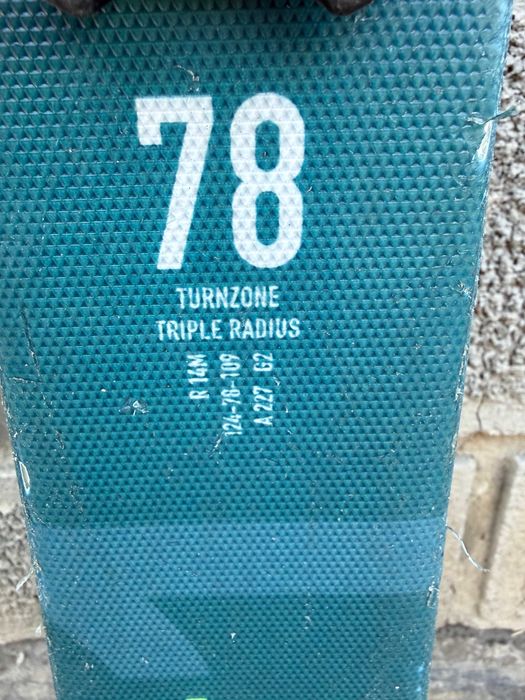 78
TURNZONE
TRIPLE RADIUS
R 14M
124-78-109
A 227 G2